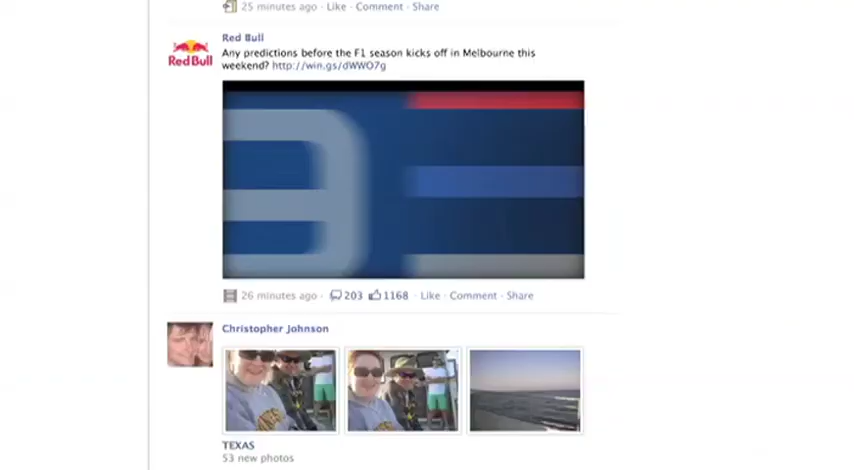 25 minutes ago · Like · Comment · Share
Red Bull
Red Bull
Any predictions before the F1 season kicks off in Melbourne this
weekend? http://win.gs/dWWO7g
26 minutes ago · 203 1168 · Like · Comment · Share
Christopher Johnson
TEXAS
53 new photos